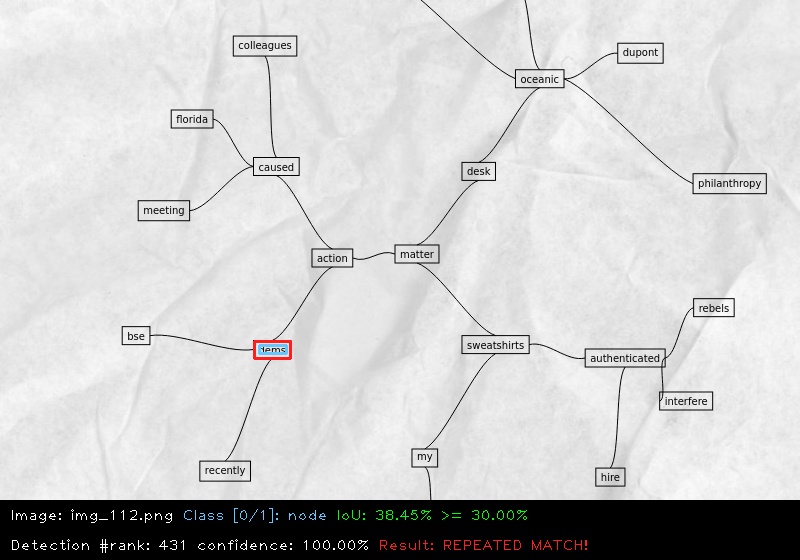 colleagues
dupont
oceanic
florida
caused
desk
philanthropy
meeting
action
matter
rebels
bse
dems
sweatshirts
authenticated
interfere
my
recently
hire
Image: img_112.png Class [0/1]: node IoU: 38.45% >= 30.00%
Detection #rank: 431 confidence: 100.00% Result: REPEATED MATCH!